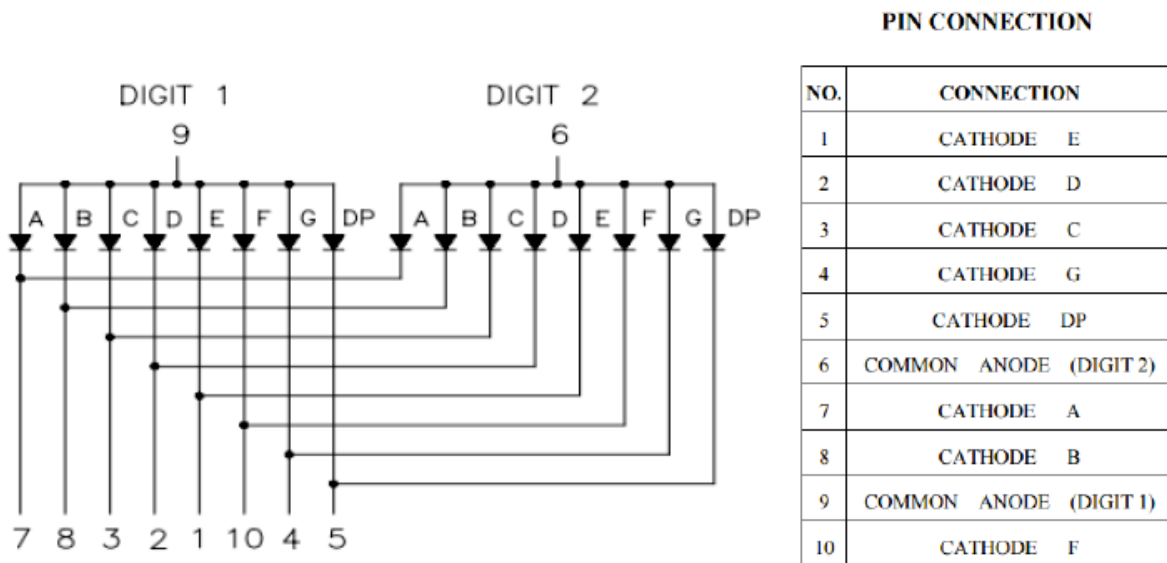 PIN CONNECTION
DIGIT 1 DIGIT 2
9 6
A B C D E F G DP A B C D E F G DP
7 8 3 2 1 10 4 5
NO. CONNECTION
1 CATHODE E
2 CATHODE D
3 CATHODE C
4 CATHODE G
5 CATHODE DP
6 COMMON ANODE (DIGIT 2)
7 CATHODE A
8 CATHODE B
9 COMMON ANODE (DIGIT 1)
10 CATHODE F